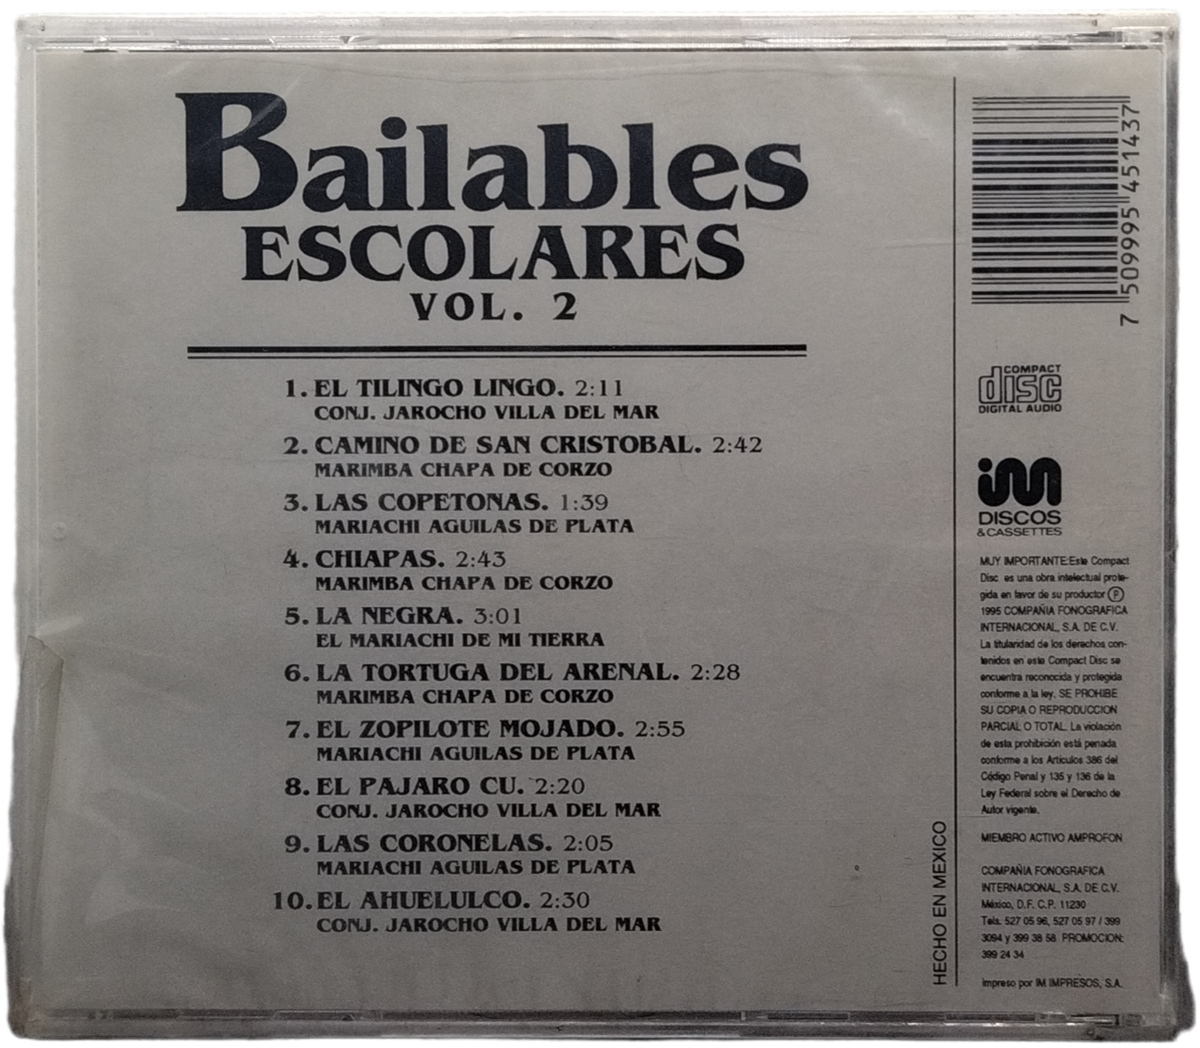 Bailables
ESCOLARES
VOL. 2
1. EL TILINGO LINGO. 2:11
CONJ. JAROCHO VILLA DEL MAR
2. CAMINO DE SAN CRISTOBAL. 2:42
MARIMBA CHAPA DE CORZO
3. LAS COPETONAS. 1:39
MARIACHI AGUILAS DE PLATA
4. CHIAPAS. 2:43
MARIMBA CHAPA DE CORZO
5. LA NEGRA. 3:01
EL MARIACHI DE MI TIERRA
6. LA TORTUGA DEL ARENAL. 2:28
MARIMBA CHAPA DE CORZO
7. EL ZOPILOTE MOJADO. 2:55
MARIACHI AGUILAS DE PLATA
8. EL PAJARO CU. 2:20
CONJ. JAROCHO VILLA DEL MAR
9. LAS CORONELAS. 2:05
MARIACHI AGUILAS DE PLATA
10. EL AHUELULCO. 2:30
CONJ. JAROCHO VILLA DEL MAR
HECHO EN MEXICO
7 509995 451437
COMPACT
disc
DIGITAL AUDIO
im
DISCOS
& CASSETTES
MUY IMPORTANTE:Este Compact
Disc es una obra intelectual prote-
gida en favor de su productor Ⓟ
1995 COMPAÑIA FONOGRAFICA
INTERNACIONAL, S.A. DE C.V.
La titularidad de los derechos con-
tenidos en este Compact Disc se
encuentra reconocida y protegida
conforme a la ley. SE PROHIBE
SU COPIA O REPRODUCCION
PARCIAL O TOTAL. La violación
de esta prohibición está penada
conforme a los Artículos 386 del
Código Penal y 135 y 136 de la
Ley Federal sobre el Derecho de
Autor vigente.
MIEMBRO ACTIVO AMPROFON
COMPAÑIA FONOGRAFICA
INTERNACIONAL, S.A. DE C.V.
México, D.F. C.P. 11230
Tels. 527 05 96, 527 05 97 / 399
3094 y 399 38 58 PROMOCION:
399 24 34
Impreso por IM IMPRESOS, S.A.